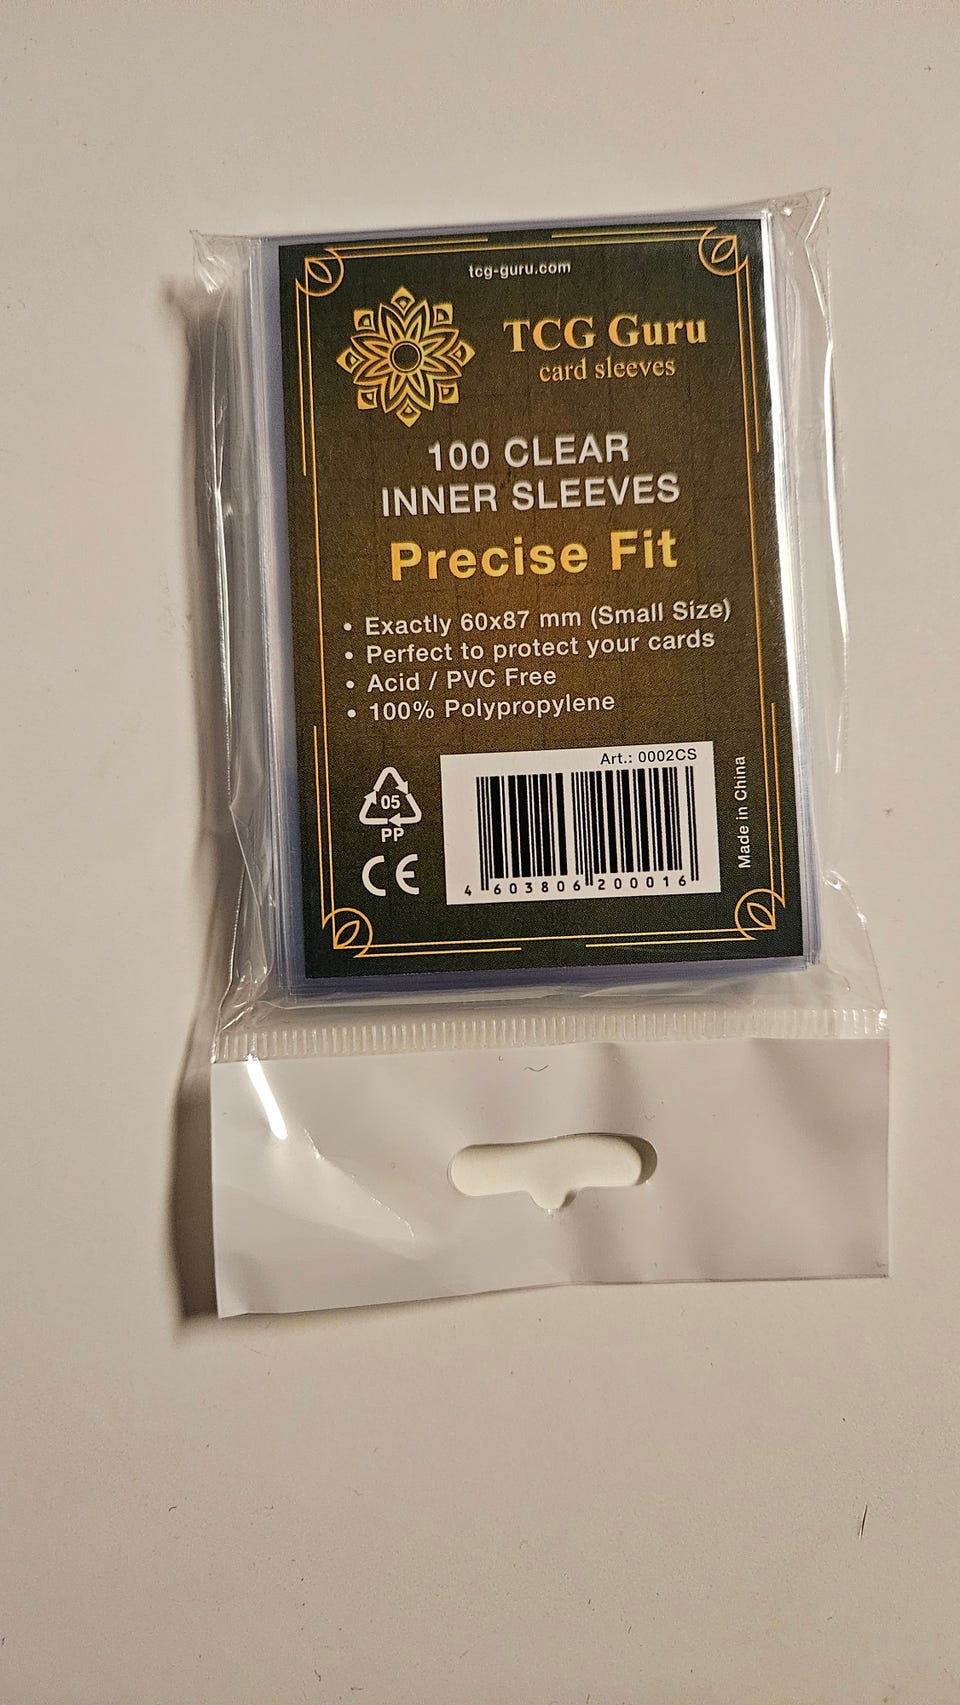 tcg-guru.com
TCG Guru
card sleeves
100 CLEAR
INNER SLEEVES
Precise Fit
• Exactly 60x87 mm (Small Size)
• Perfect to protect your cards
• Acid / PVC Free
• 100% Polypropylene
Art.: 0002CS
05
PP
CE
4 603806 200016
Made in China